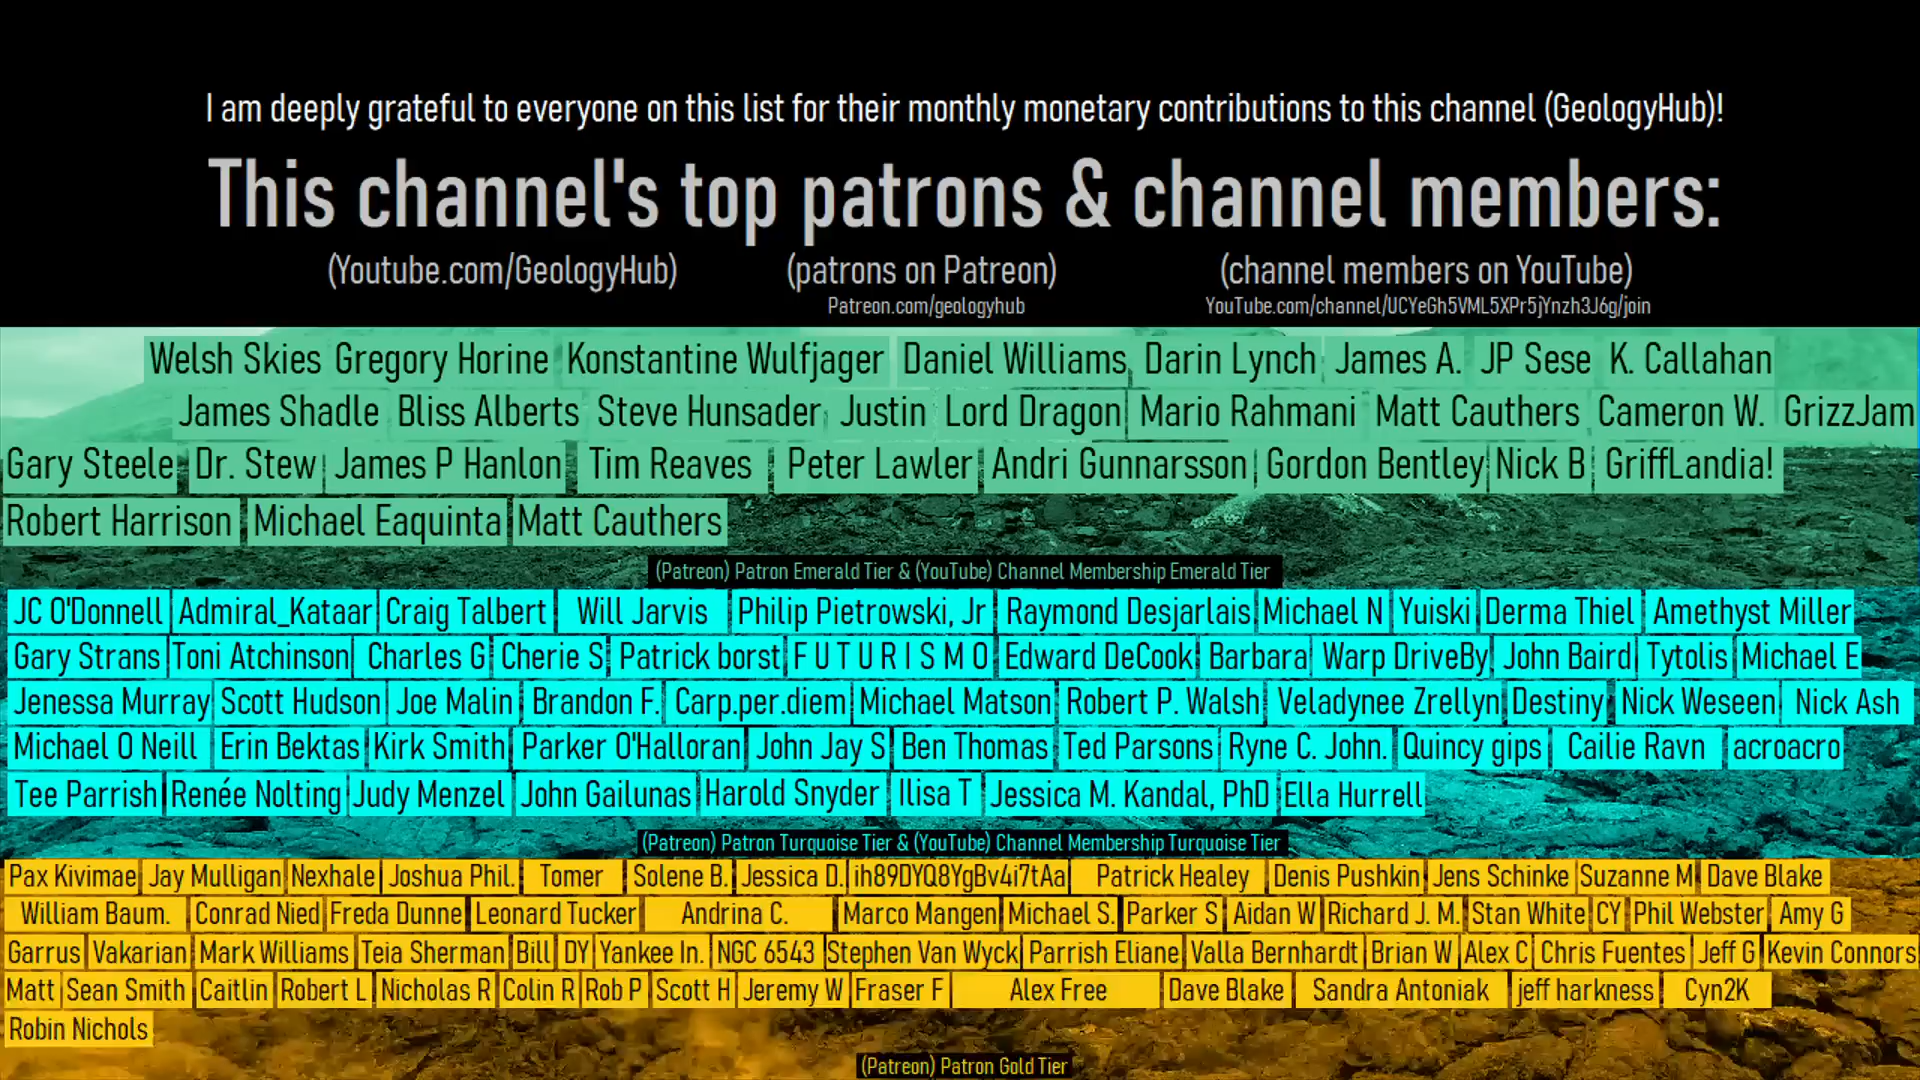 I am deeply grateful to everyone on this list for their monthly monetary contributions to this channel (GeologyHub)!
This channel's top patrons & channel members:
(Youtube.com/GeologyHub) (patrons on Patreon) (channel members on YouTube)
Patreon.com/geologyhub YouTube.com/channel/UCYeGh5VML5XPr5jYnzh3J6g/join
Welsh Skies Gregory Horine Konstantine Wulfjager Daniel Williams Darin Lynch James A. JP Sese K. Callahan
James Shadle Bliss Alberts Steve Hunsader Justin Lord Dragon Mario Rahmani Matt Cauthers Cameron W. GrizzJam
Gary Steele Dr. Stew James P Hanlon Tim Reaves Peter Lawler Andri Gunnarsson Gordon Bentley Nick B GriffLandia!
Robert Harrison Michael Eaquinta Matt Cauthers
(Patreon) Patron Emerald Tier & (YouTube) Channel Membership Emerald Tier
JC O'Donnell Admiral_Kataar Craig Talbert Will Jarvis Philip Pietrowski, Jr Raymond Desjarlais Michael N Yuiski Derma Thiel Amethyst Miller
Gary Strans Toni Atchinson Charles G Cherie S Patrick borst F U T U R I S M O Edward DeCook Barbara Warp DriveBy John Baird Tytolis Michael E
Jenessa Murray Scott Hudson Joe Malin Brandon F. Carp.per.diem Michael Matson Robert P. Walsh Veladynee Zrellyn Destiny Nick Weseen Nick Ash
Michael O Neill Erin Bektas Kirk Smith Parker O'Halloran John Jay S Ben Thomas Ted Parsons Ryne C. John. Quincy gips Cailie Ravn acroacro
Tee Parrish Renée Nolting Judy Menzel John Gailunas Harold Snyder Ilisa T Jessica M. Kandal, PhD Ella Hurrell
(Patreon) Patron Turquoise Tier & (YouTube) Channel Membership Turquoise Tier
Pax Kivimae Jay Mulligan Nexhale Joshua Phil. Tomer Solene B. Jessica D. ih89DYQ8YgBv4i7tAa Patrick Healey Denis Pushkin Jens Schinke Suzanne M Dave Blake
William Baum. Conrad Nied Freda Dunne Leonard Tucker Andrina C. Marco Mangen Michael S. Parker S Aidan W Richard J. M. Stan White CY Phil Webster Amy G
Garrus Vakarian Mark Williams Teia Sherman Bill DY Yankee In. NGC 6543 Stephen Van Wyck Parrish Eliane Valla Bernhardt Brian W Alex C Chris Fuentes Jeff G Kevin Connors
Matt Sean Smith Caitlin Robert L Nicholas R Colin R Rob P Scott H Jeremy W Fraser F Alex Free Dave Blake Sandra Antoniak jeff harkness Cyn2K
Robin Nichols
(Patreon) Patron Gold Tier